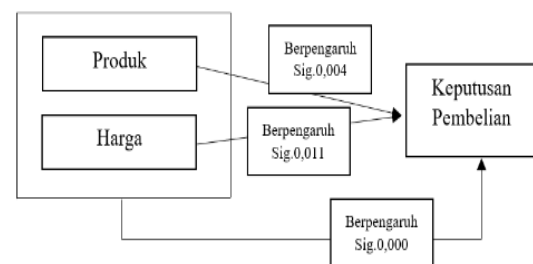 Produk
Berpengaruh
Sig.0,004
Keputusan
Pembelian
Harga
Berpengaruh
Sig.0,011
Berpengaruh
Sig.0,000